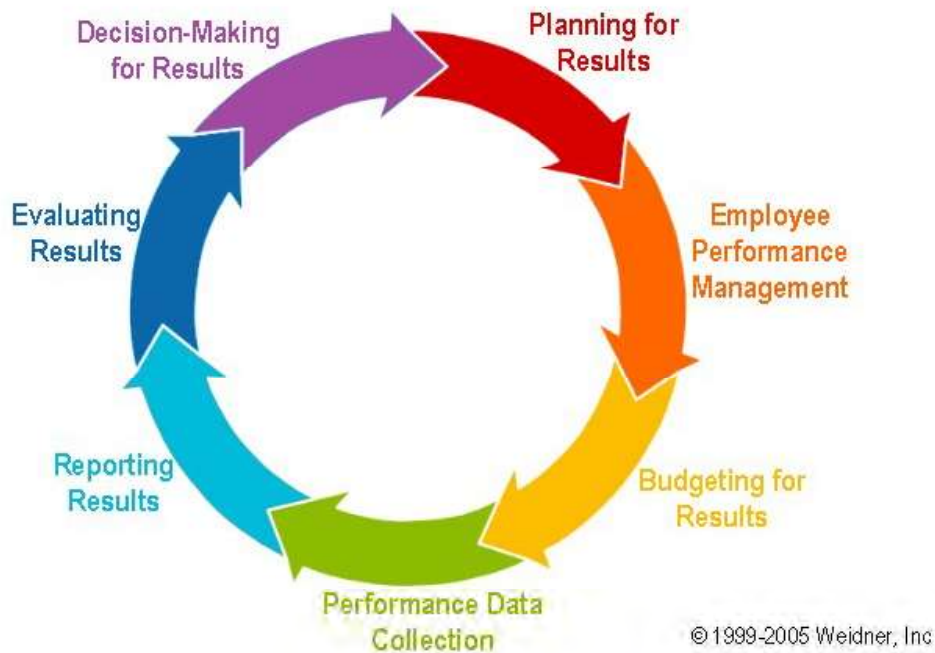 Decision-Making
for Results
Planning for
Results
Employee
Performance
Management
Budgeting for
Results
Performance Data
Collection
Reporting
Results
Evaluating
Results
© 1999-2005 Weidner, Inc